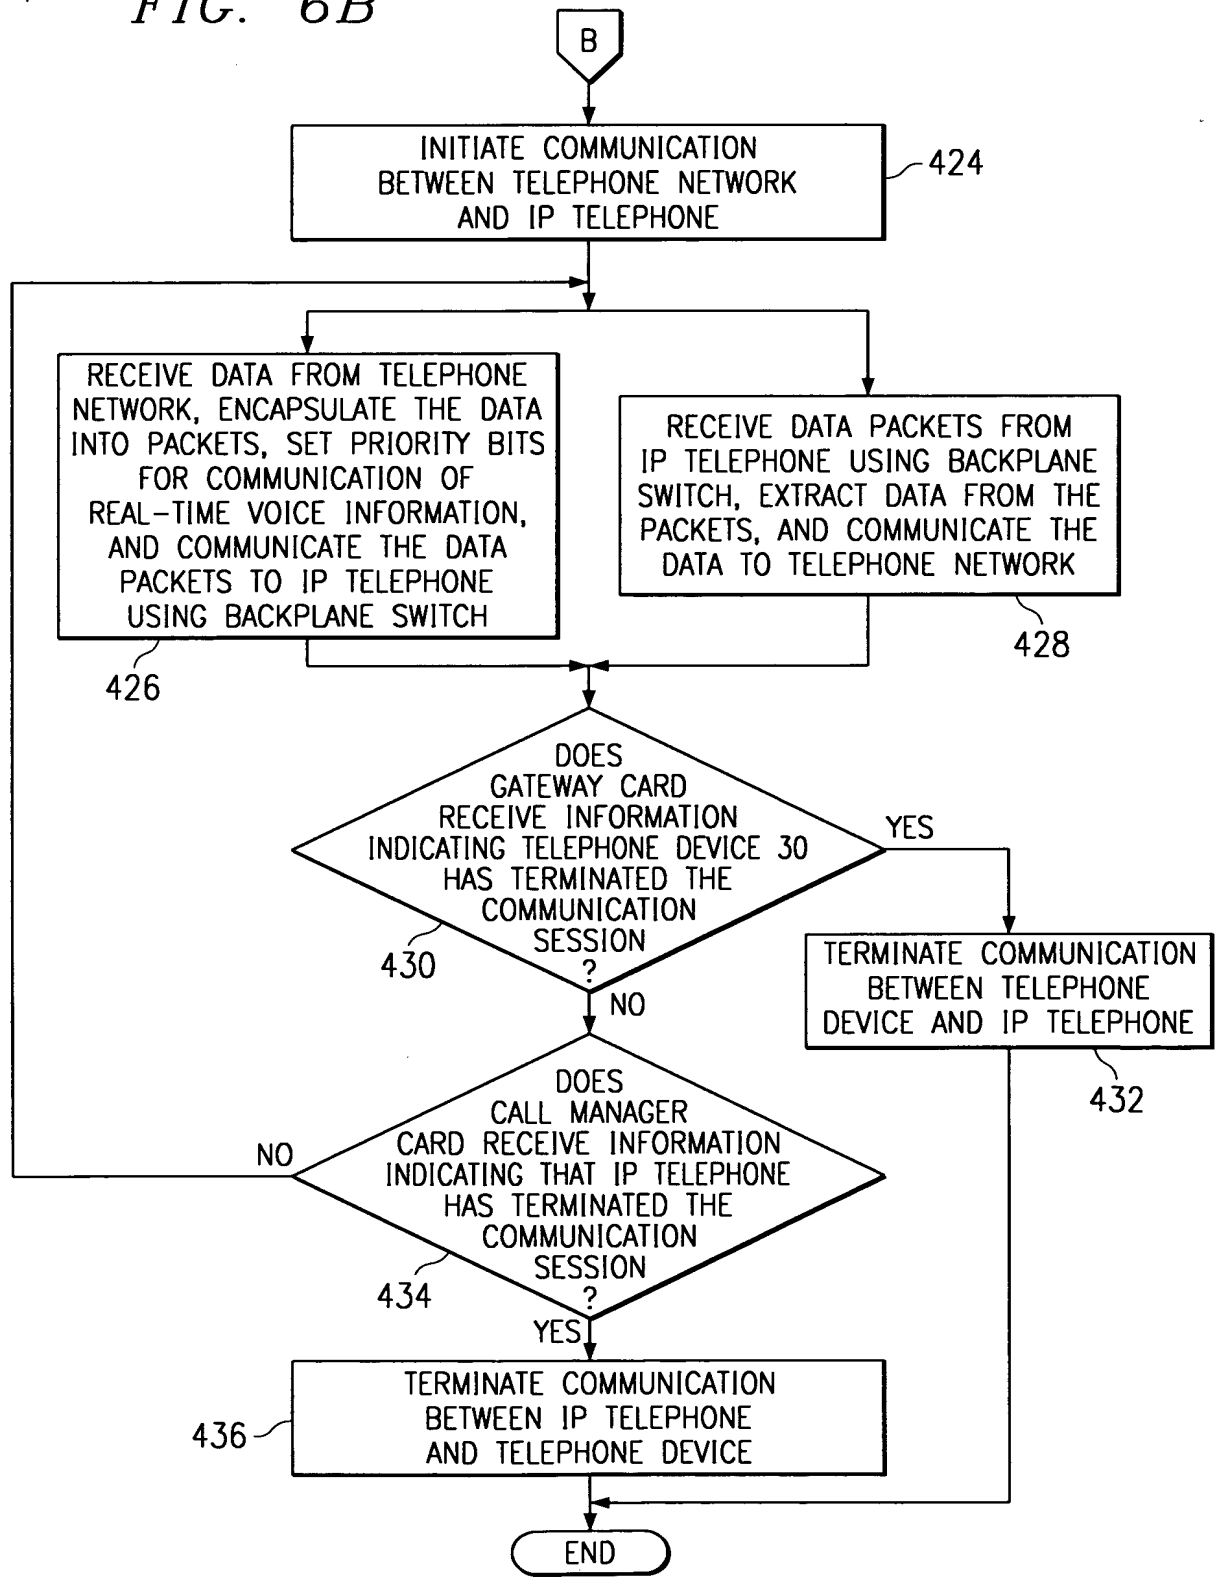 FIG. 6B
B
INITIATE COMMUNICATION
BETWEEN TELEPHONE NETWORK
AND IP TELEPHONE
424
RECEIVE DATA FROM TELEPHONE
NETWORK, ENCAPSULATE THE DATA
INTO PACKETS, SET PRIORITY BITS
FOR COMMUNICATION OF
REAL-TIME VOICE INFORMATION,
AND COMMUNICATE THE DATA
PACKETS TO IP TELEPHONE
USING BACKPLANE SWITCH
426
RECEIVE DATA PACKETS FROM
IP TELEPHONE USING BACKPLANE
SWITCH, EXTRACT DATA FROM THE
PACKETS, AND COMMUNICATE THE
DATA TO TELEPHONE NETWORK
428
DOES
GATEWAY CARD
RECEIVE INFORMATION
INDICATING TELEPHONE DEVICE 30
HAS TERMINATED THE
COMMUNICATION
SESSION
?
430
YES
NO
TERMINATE COMMUNICATION
BETWEEN TELEPHONE
DEVICE AND IP TELEPHONE
432
DOES
CALL MANAGER
CARD RECEIVE INFORMATION
INDICATING THAT IP TELEPHONE
HAS TERMINATED THE
COMMUNICATION
SESSION
?
434
NO
YES
TERMINATE COMMUNICATION
BETWEEN IP TELEPHONE
AND TELEPHONE DEVICE
436
END